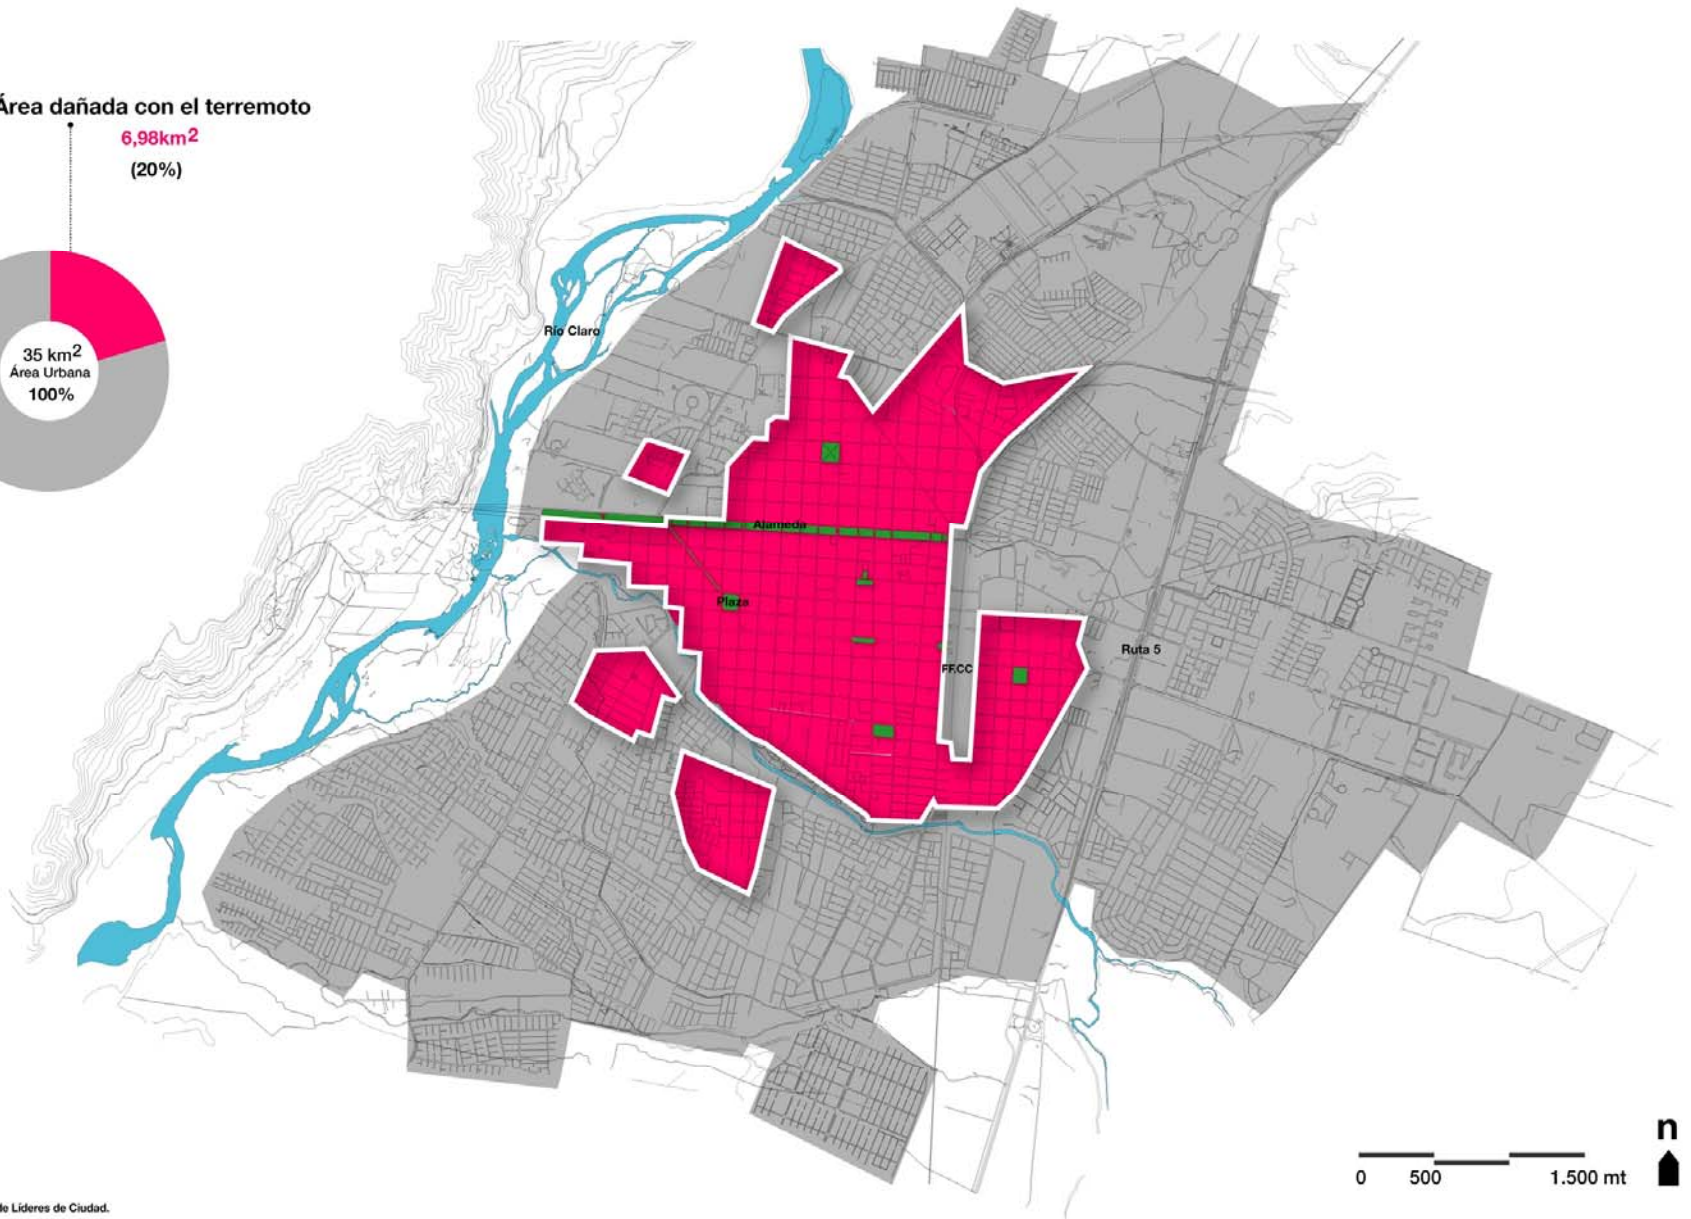 Área dañada con el terremoto
6,98km2
(20%)
35 km2
Área Urbana
100%
Río Claro
Alameda
Plaza
FF.CC
Ruta 5
n
0 500 1.500 mt
de Líderes de Ciudad.